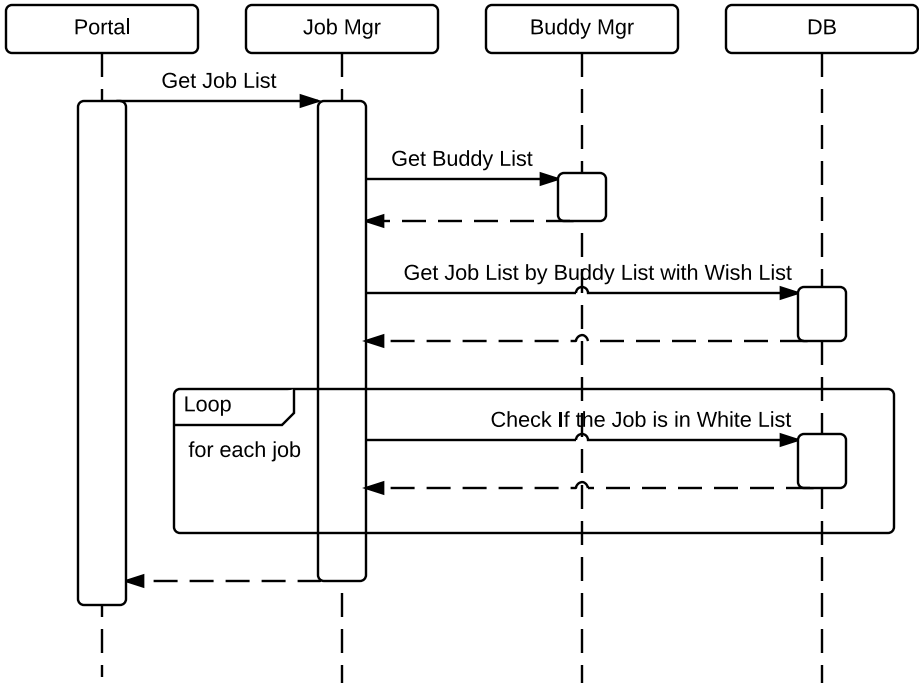 Portal
Job Mgr
Buddy Mgr
DB
Get Job List
Get Buddy List
Get Job List by Buddy List with Wish List
Loop
Check If the Job is in White List
for each job